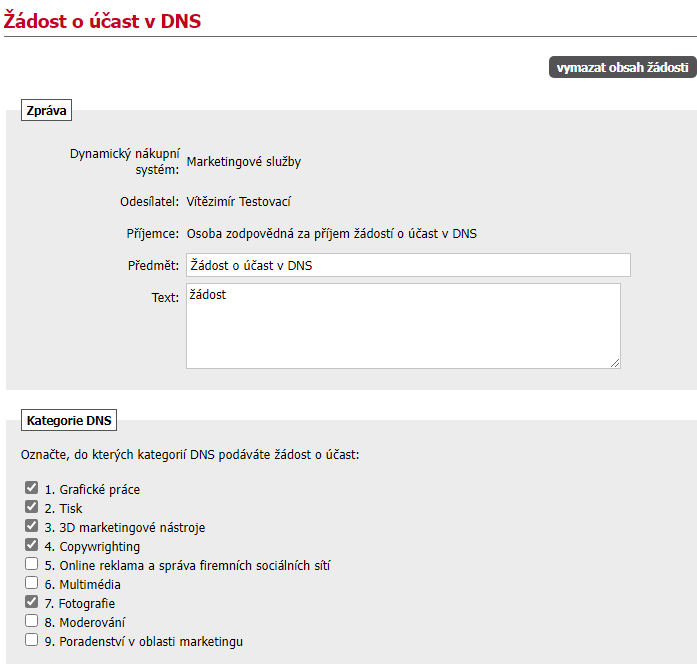 Žádost o účast v DNS
vymazat obsah žádosti
Zpráva
Dynamický nákupní
systém:
Marketingové služby
Odesílatel: Vítězimír Testovací
Příjemce: Osoba zodpovědná za příjem žádostí o účast v DNS
Předmět: Žádost o účast v DNS
Text: žádost
Kategorie DNS
Označte, do kterých kategorií DNS podáváte žádost o účast:
1. Grafické práce
2. Tisk
3. 3D marketingové nástroje
4. Copywrighting
5. Online reklama a správa firemních sociálních sítí
6. Multimédia
7. Fotografie
8. Moderování
9. Poradenství v oblasti marketingu